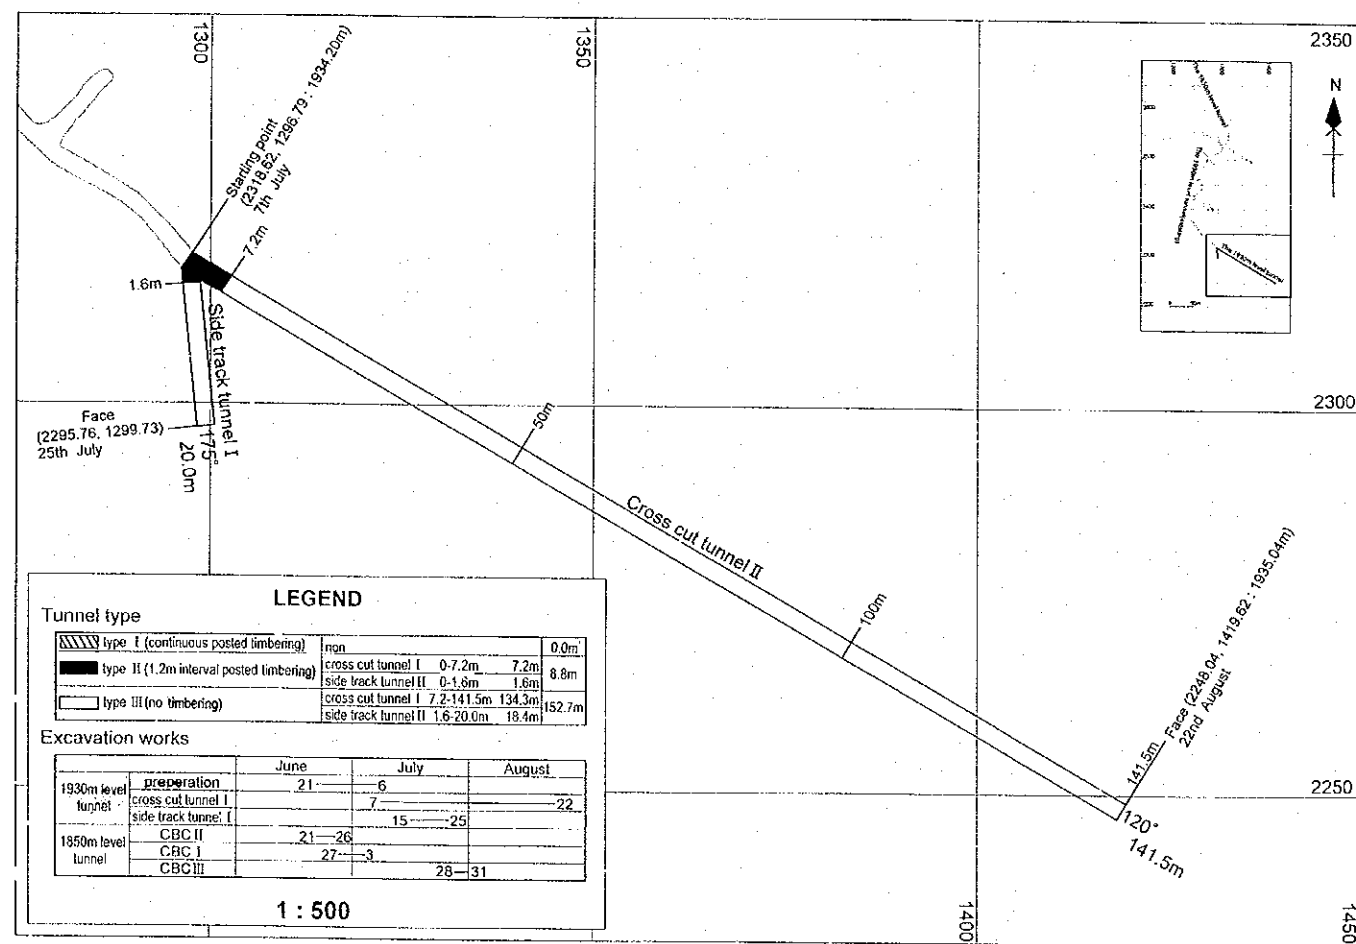 1300
1350
2350
Starting point
(2318.62, 1296.79 : 1934.20m)
7th July
7.2m
N
The 1930m level tunnel
1.6m
Side track tunnel I
Face
(2295.76, 1299.73)
25th July
175°
20.0m
2300
50m
Cross cut tunnel II
100m
141.5m
Face (2248.04, 1419.62 : 1935.04m)
22nd August
2250
120°
141.5m
1400
1450
LEGEND
Tunnel type
type I (continuous posted timbering) non 0.0m
type II (1.2m interval posted timbering) cross cut tunnel I 0-7.2m 7.2m 8.8m
side track tunnel II 0-1.6m 1.6m
type III (no timbering) cross cut tunnel I 7.2-141.5m 134.3m 152.7m
side track tunnel II 1.6-20.0m 18.4m
Excavation works
June July August
1930m level tunnel preperation 21 6
cross cut tunnel I 7 22
side track tunnel I 15 25
1850m level tunnel CBC II 21 26
CBC I 27 3
CBC III 28 31
1 : 500